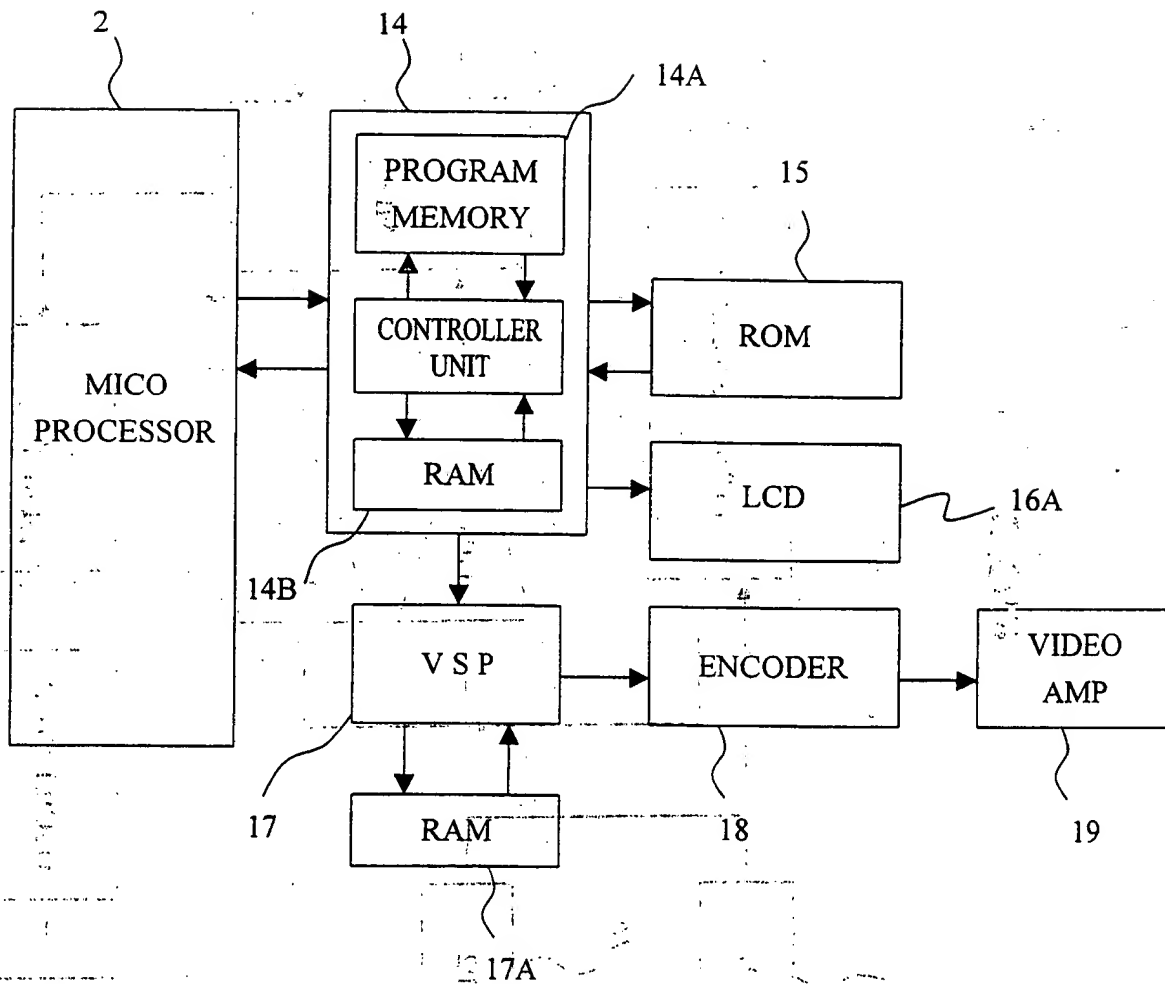 2
14
14A
PROGRAM
MEMORY
15
CONTROLLER
UNIT
ROM
MICO
PROCESSOR
RAM
LCD
16A
14B
V S P
ENCODER
VIDEO
AMP
17
RAM
18
19
17A